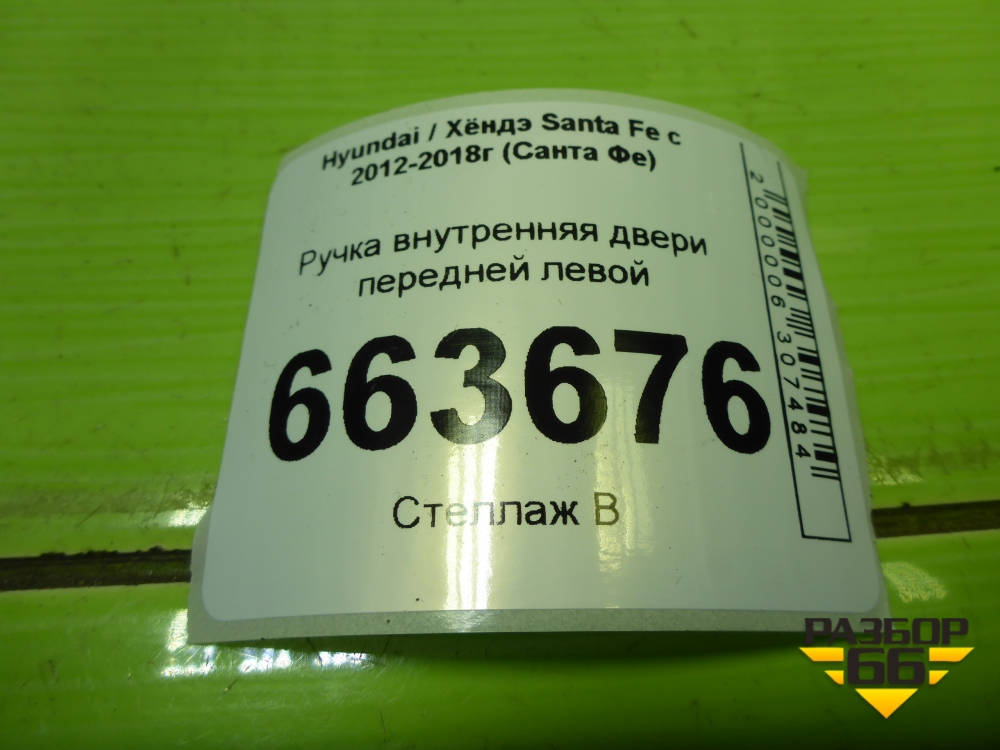 Hyundai / Хёндэ Santa Fe с
2012-2018г (Санта Фе)
Ручка внутренняя двери
передней левой
663676
Стеллаж В
2000006307484
РАЗБОР
66